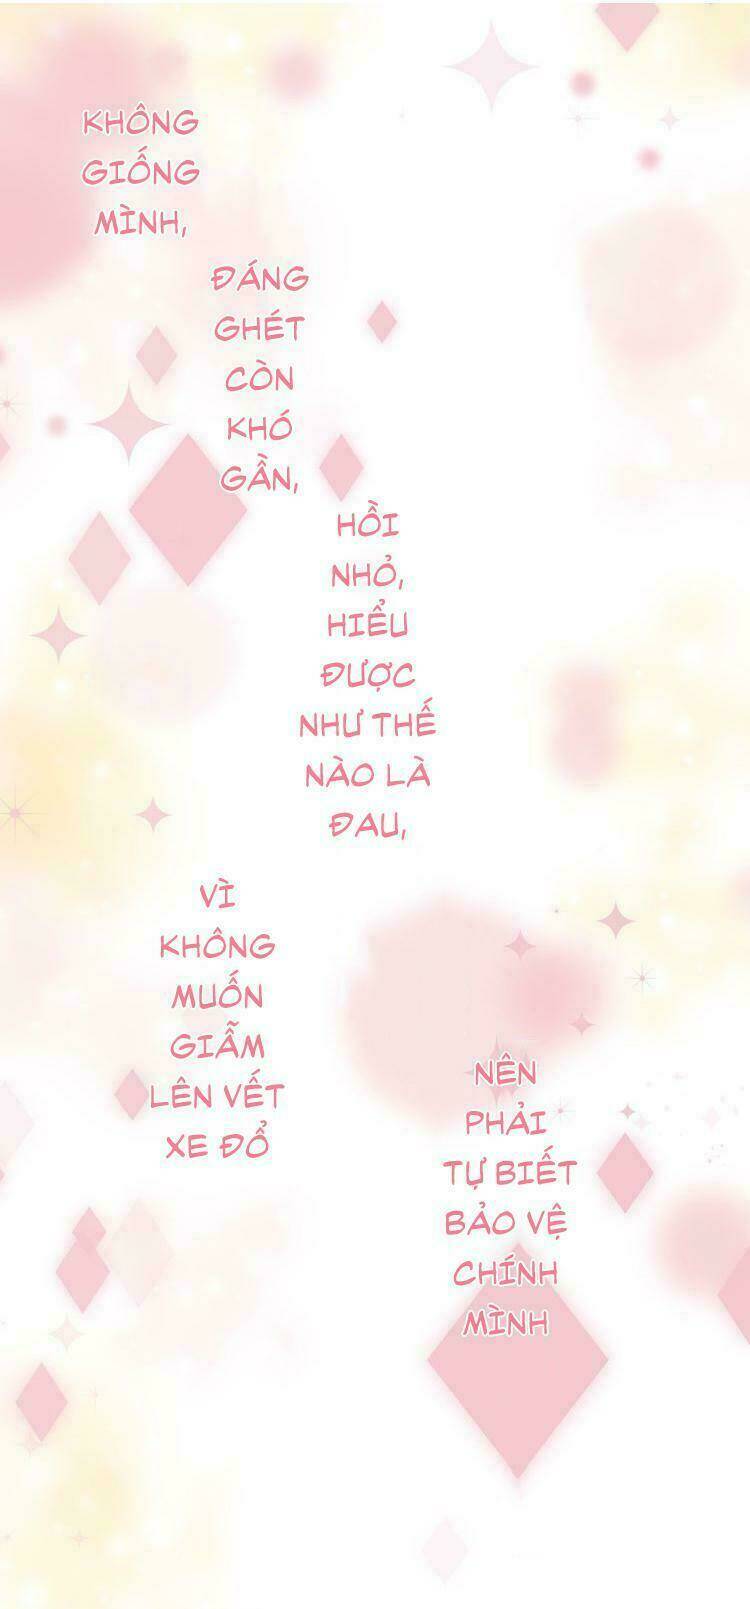 KHÔNG
GIỐNG
MÌNH,
ĐÁNG
GHÉT
CÒN
KHÓ
GẦN,
HỒI
NHỎ,
HIỂU
ĐƯỢC
NHƯ THẾ
NÀO LÀ
ĐAU,
VÌ
KHÔNG
MUỐN
GIẪM
LÊN VẾT
XE ĐỔ
NÊN
PHẢI
TỰ BIẾT
BẢO VỆ
CHÍNH
MÌNH